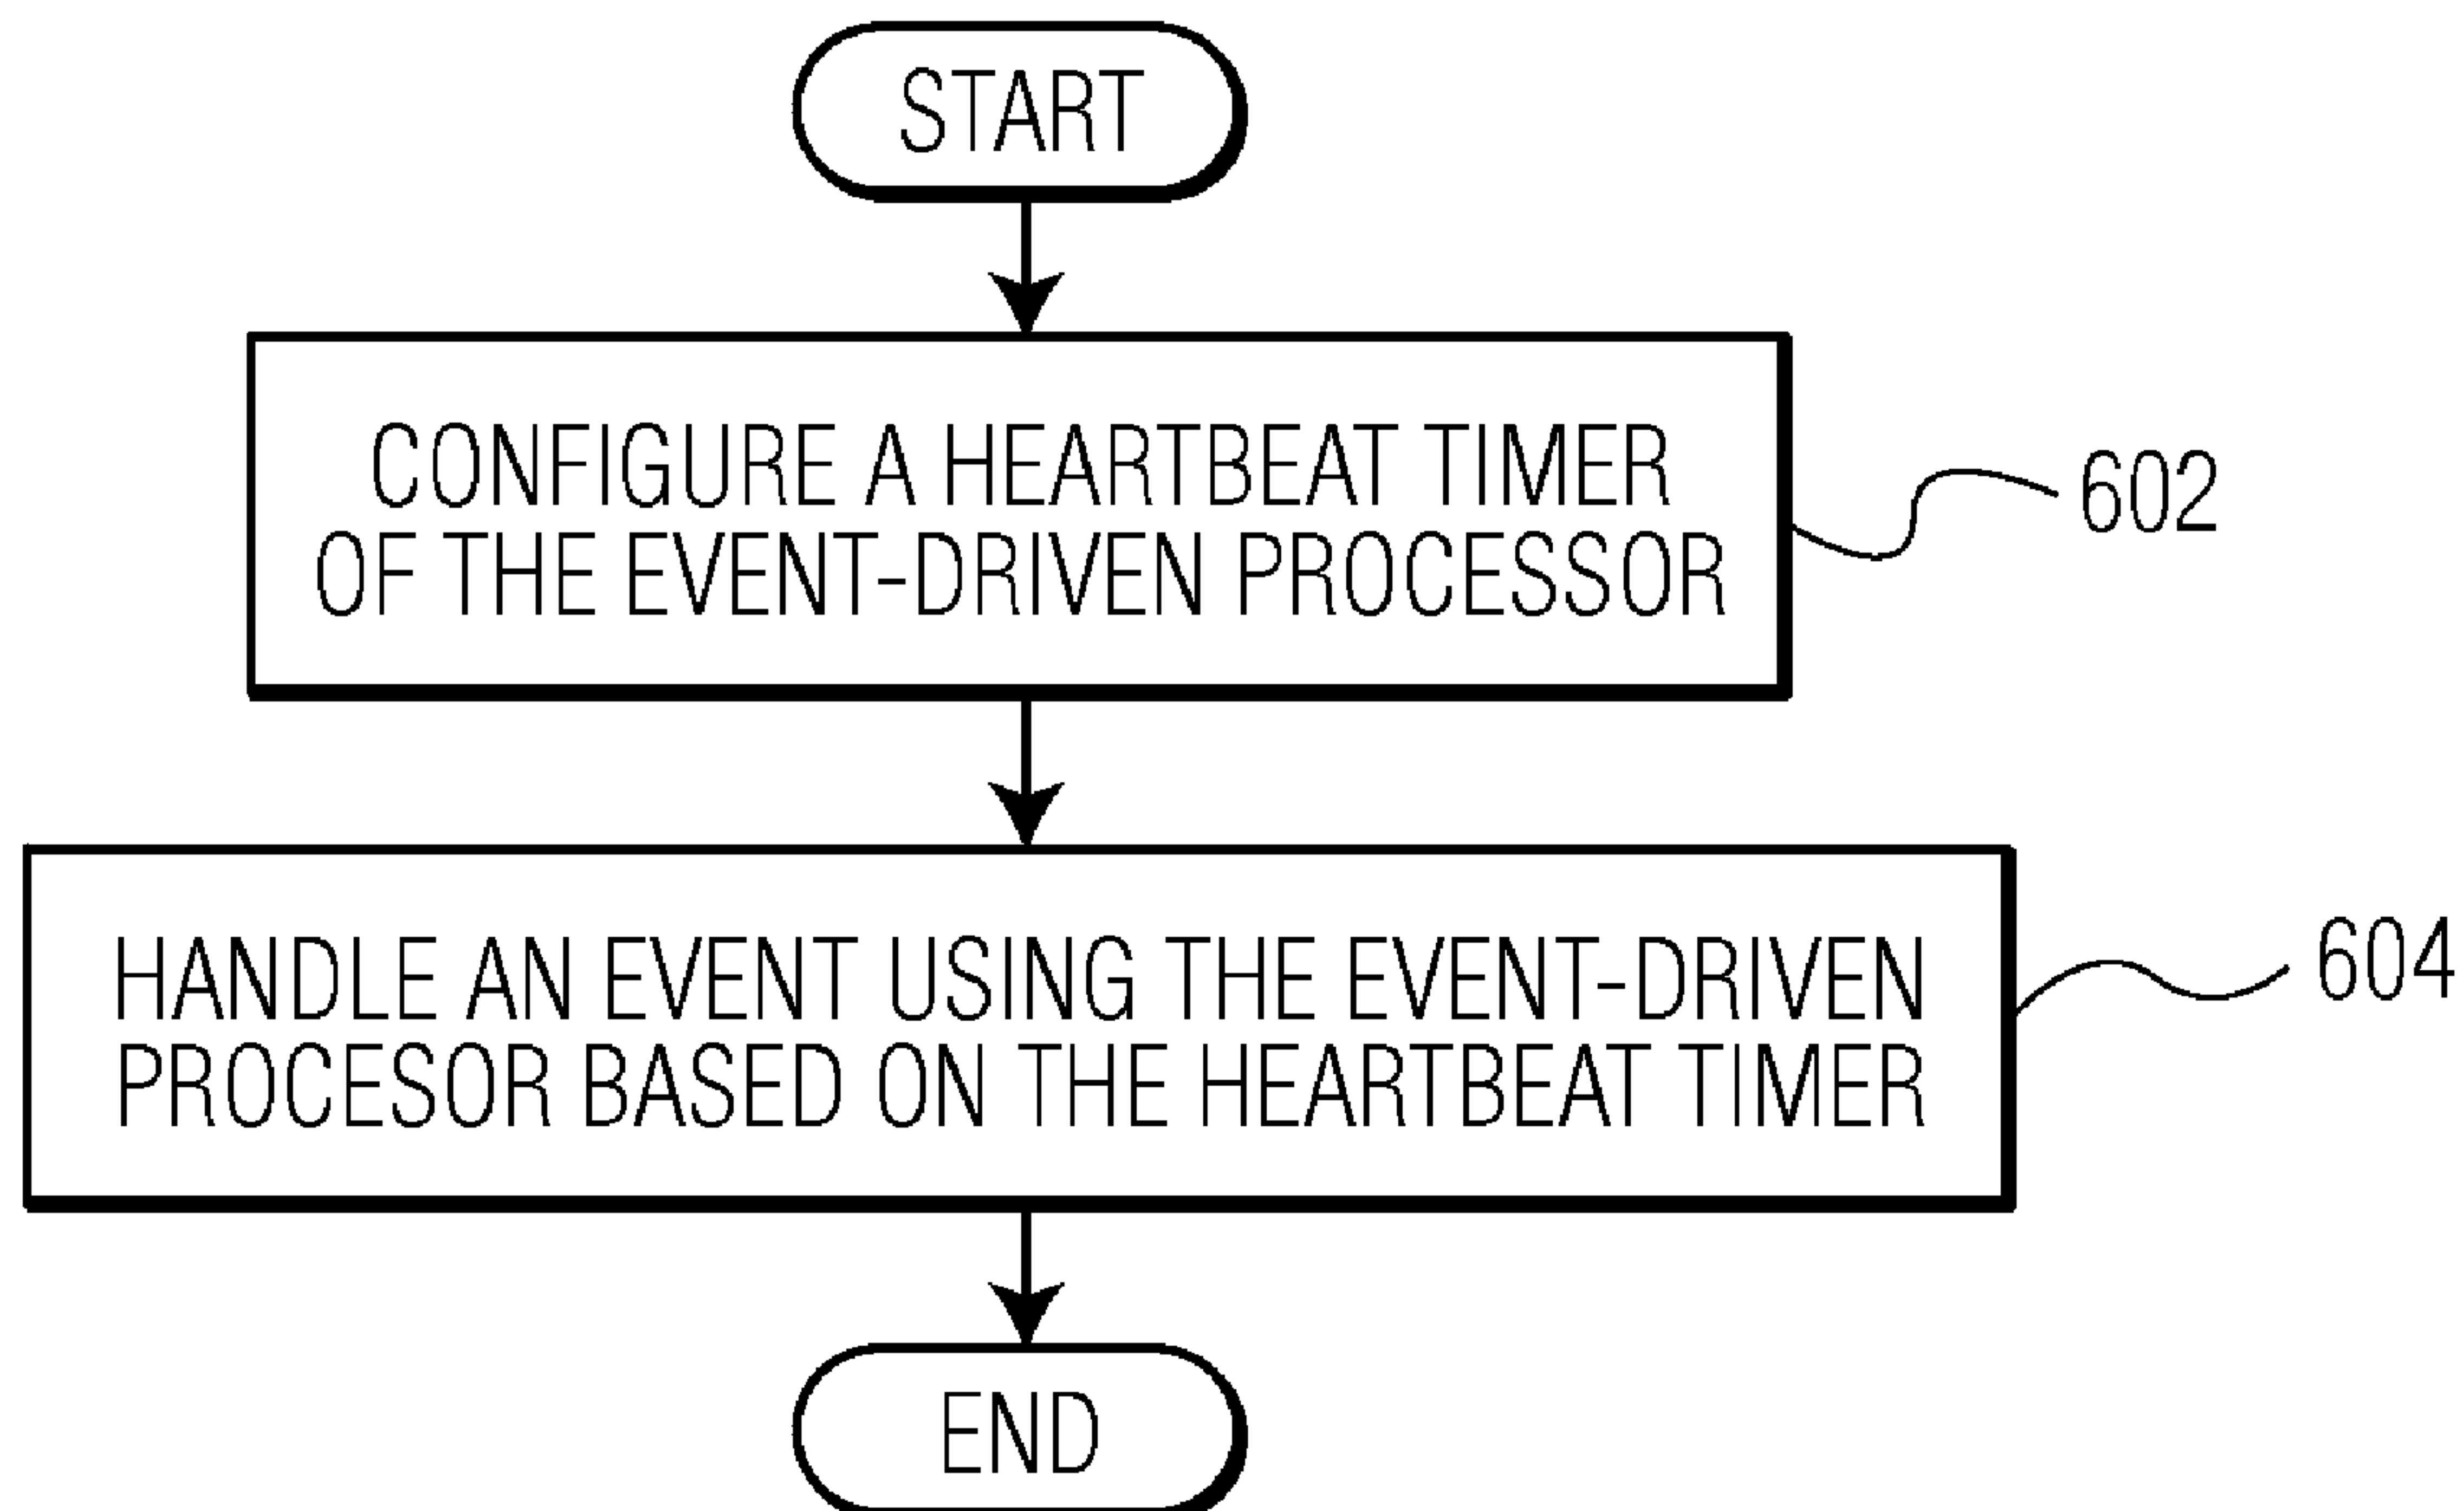 START
CONFIGURE A HEARTBEAT TIMER
OF THE EVENT-DRIVEN PROCESSOR
602
HANDLE AN EVENT USING THE EVENT-DRIVEN
PROCESOR BASED ON THE HEARTBEAT TIMER
604
END